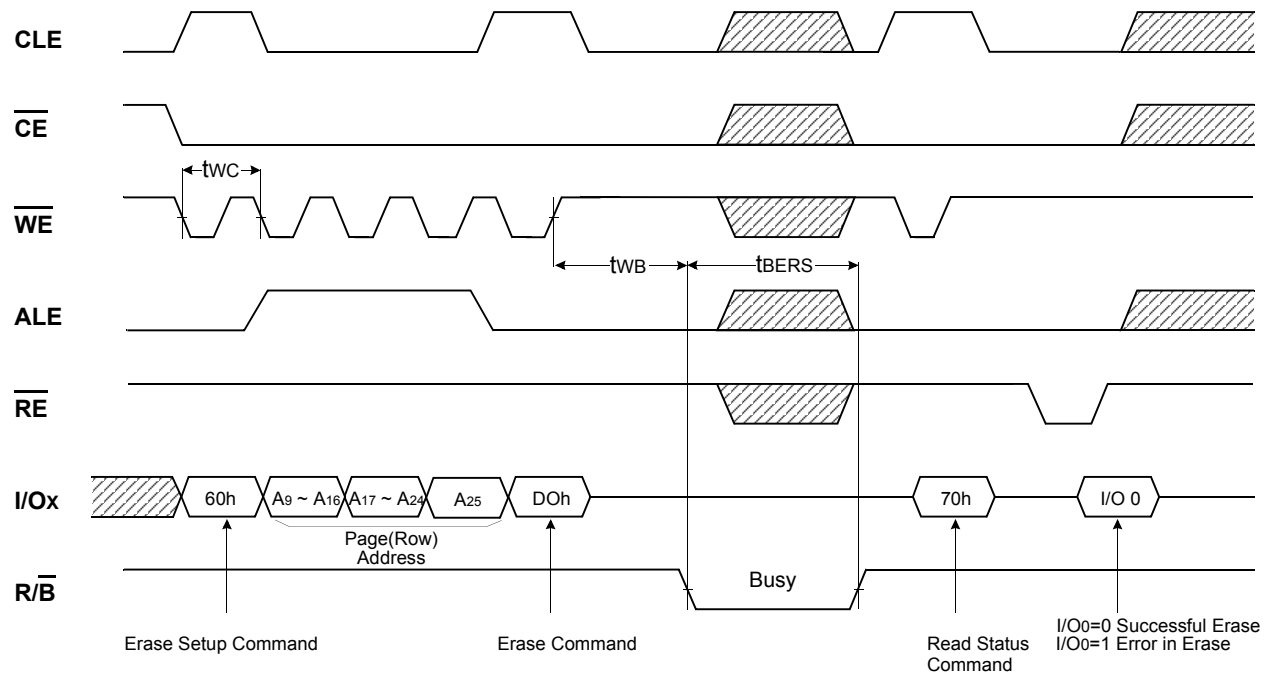 CLE
CE
tWC
WE
tWB
tBERS
ALE
RE
I/Ox
60h
A9 ~ A16
A17 ~ A24
A25
DOh
70h
I/O 0
Page(Row)
Address
R/B
Busy
Erase Setup Command
Erase Command
Read Status
Command
I/O0=0 Successful Erase
I/O0=1 Error in Erase